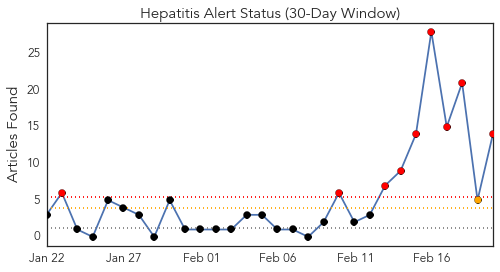 Hepatitis Alert Status (30-Day Window)
Articles Found
25
20
15
10
5
0
Jan 22 Jan 27 Feb 01 Feb 06 Feb 11 Feb 16